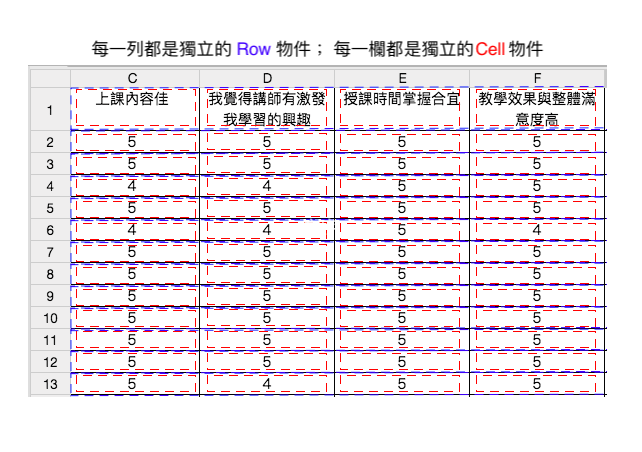 每一列都是獨立的 Row 物件； 每一欄都是獨立的Cell 物件
C D E F
1 上課內容佳 我覺得講師有激發 授課時間掌握合宜 教學效果與整體滿
我學習的興趣 意度高
2 5 5 5 5
3 5 5 5 5
4 4 4 5 5
5 5 5 5 5
6 4 4 5 4
7 5 5 5 5
8 5 5 5 5
9 5 5 5 5
10 5 5 5 5
11 5 5 5 5
12 5 5 5 5
13 5 4 5 5